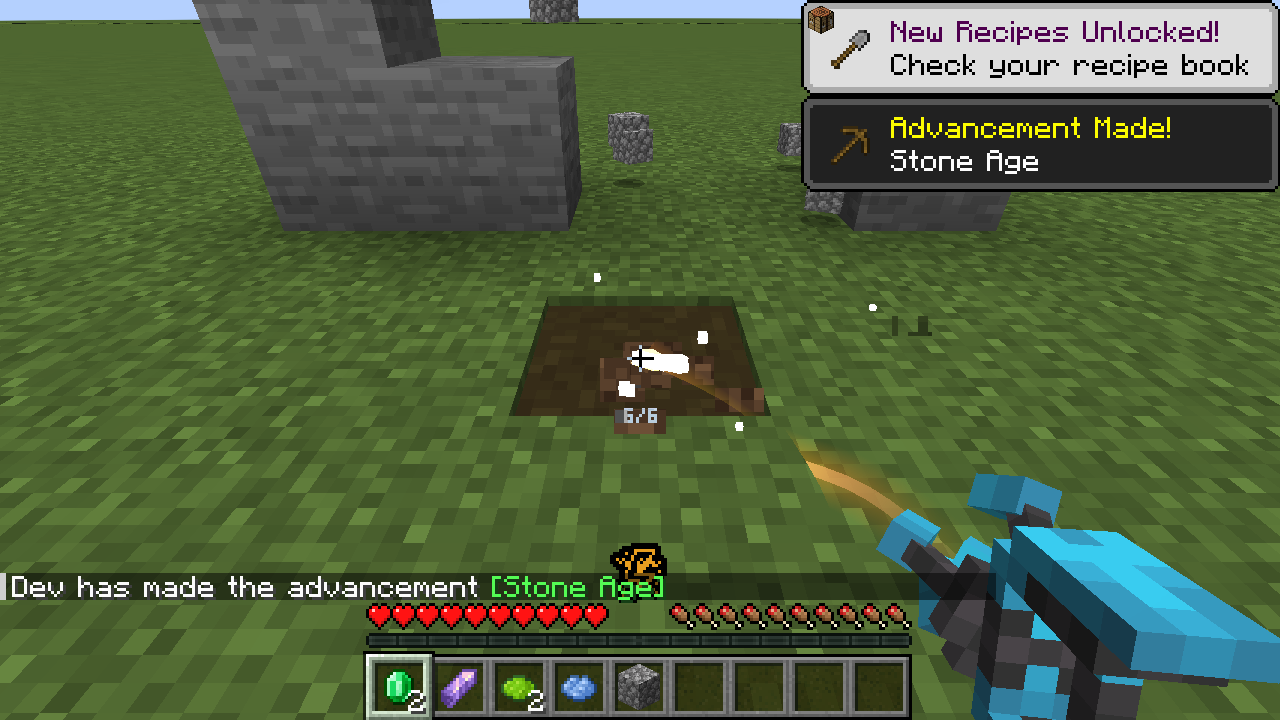 New Recipes Unlocked!
Check your recipe book
Advancement Made!
Stone Age
6/6
Dev has made the advancement [Stone Age]
2
2